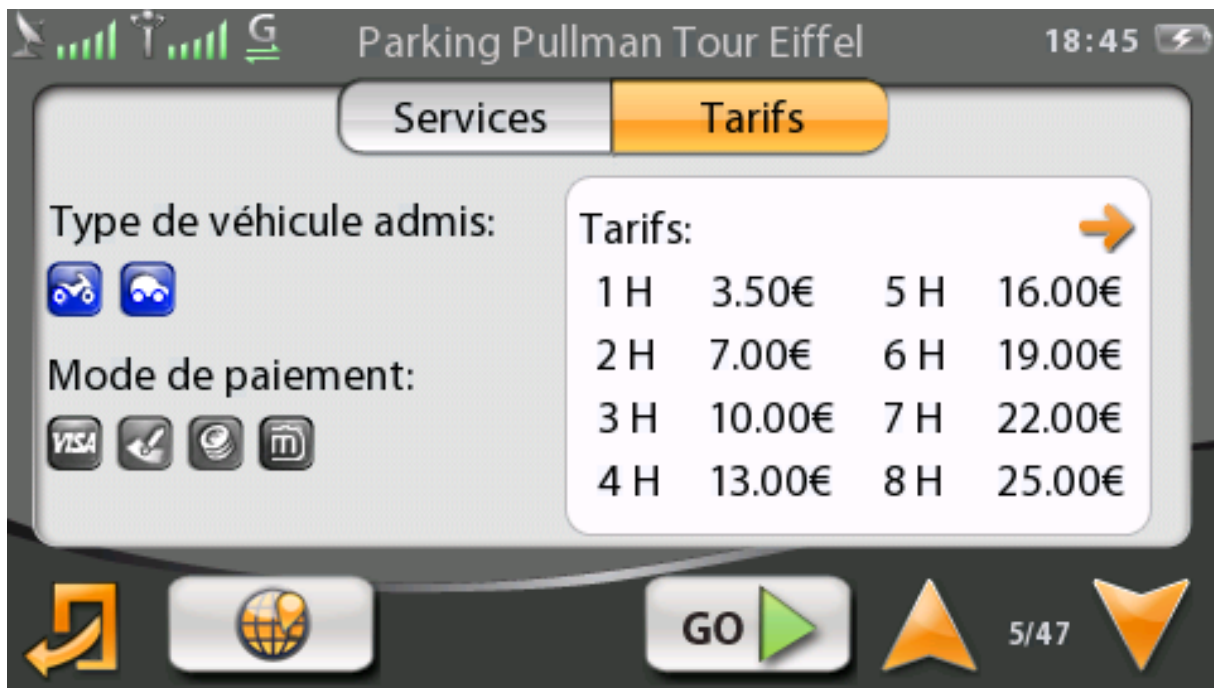 G Parking Pullman Tour Eiffel 18:45
Services Tarifs
Type de véhicule admis:
Mode de paiement:
VISA m
Tarifs:
1 H 3.50€ 5 H 16.00€
2 H 7.00€ 6 H 19.00€
3 H 10.00€ 7 H 22.00€
4 H 13.00€ 8 H 25.00€
GO 5/47